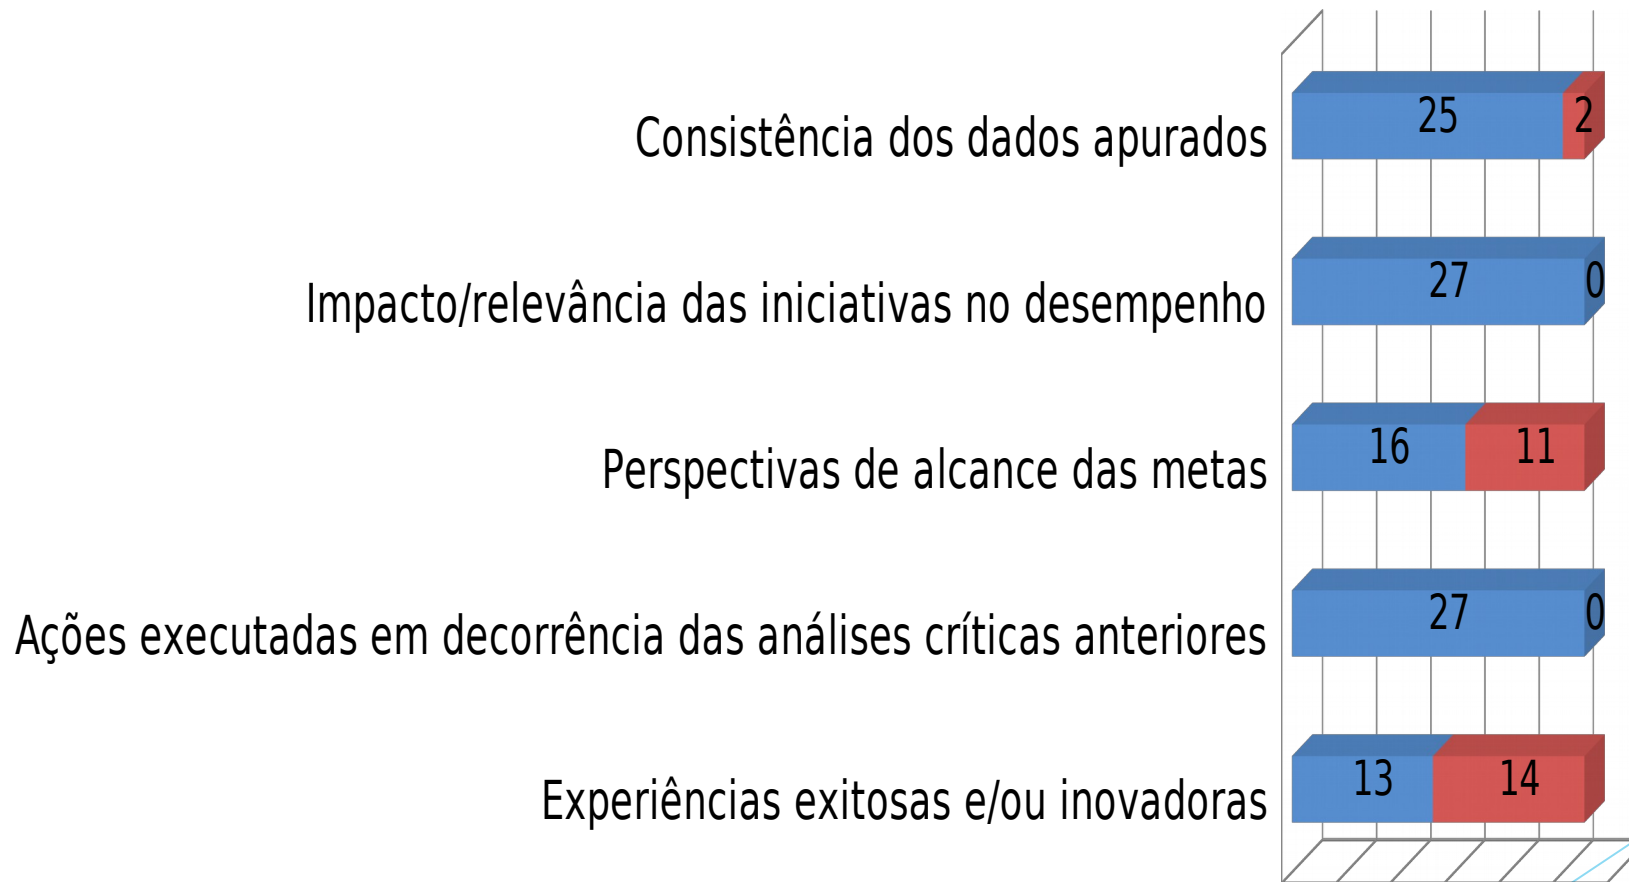 Consistência dos dados apurados
25 2
Impacto/relevância das iniciativas no desempenho
27 0
Perspectivas de alcance das metas
16 11
Ações executadas em decorrência das análises críticas anteriores
27 0
Experiências exitosas e/ou inovadoras
13 14